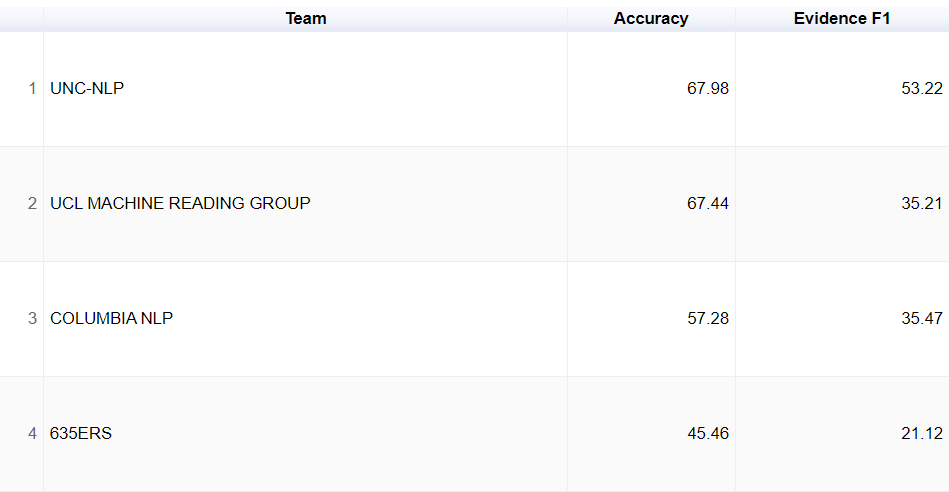 Team Accuracy Evidence F1
1 UNC-NLP 67.98 53.22
2 UCL MACHINE READING GROUP 67.44 35.21
3 COLUMBIA NLP 57.28 35.47
4 635ERS 45.46 21.12